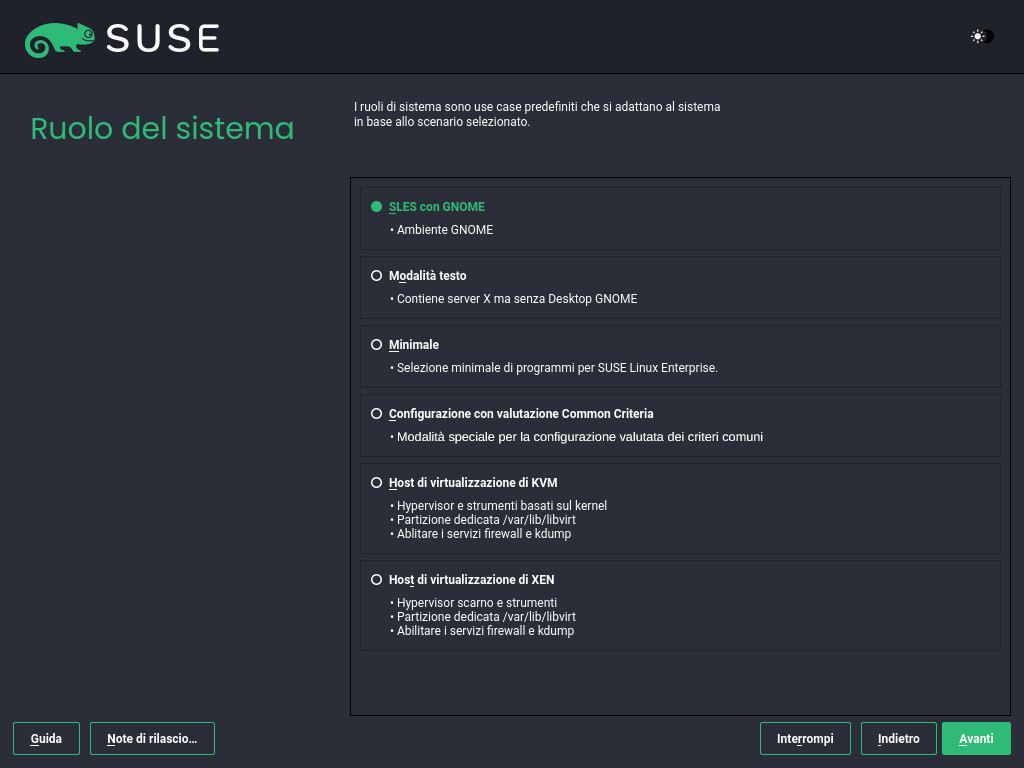 SUSE
Ruolo del sistema
I ruoli di sistema sono use case predefiniti che si adattano al sistema
in base allo scenario selezionato.
SLES con GNOME
• Ambiente GNOME
Modalità testo
• Contiene server X ma senza Desktop GNOME
Minimale
• Selezione minimale di programmi per SUSE Linux Enterprise.
Configurazione con valutazione Common Criteria
• Modalità speciale per la configurazione valutata dei criteri comuni
Host di virtualizzazione di KVM
• Hypervisor e strumenti basati sul kernel
• Partizione dedicata /var/lib/libvirt
• Ablitare i servizi firewall e kdump
Host di virtualizzazione di XEN
• Hypervisor scarno e strumenti
• Partizione dedicata /var/lib/libvirt
• Abilitare i servizi firewall e kdump
Guida
Note di rilascio...
Interrompi
Indietro
Avanti